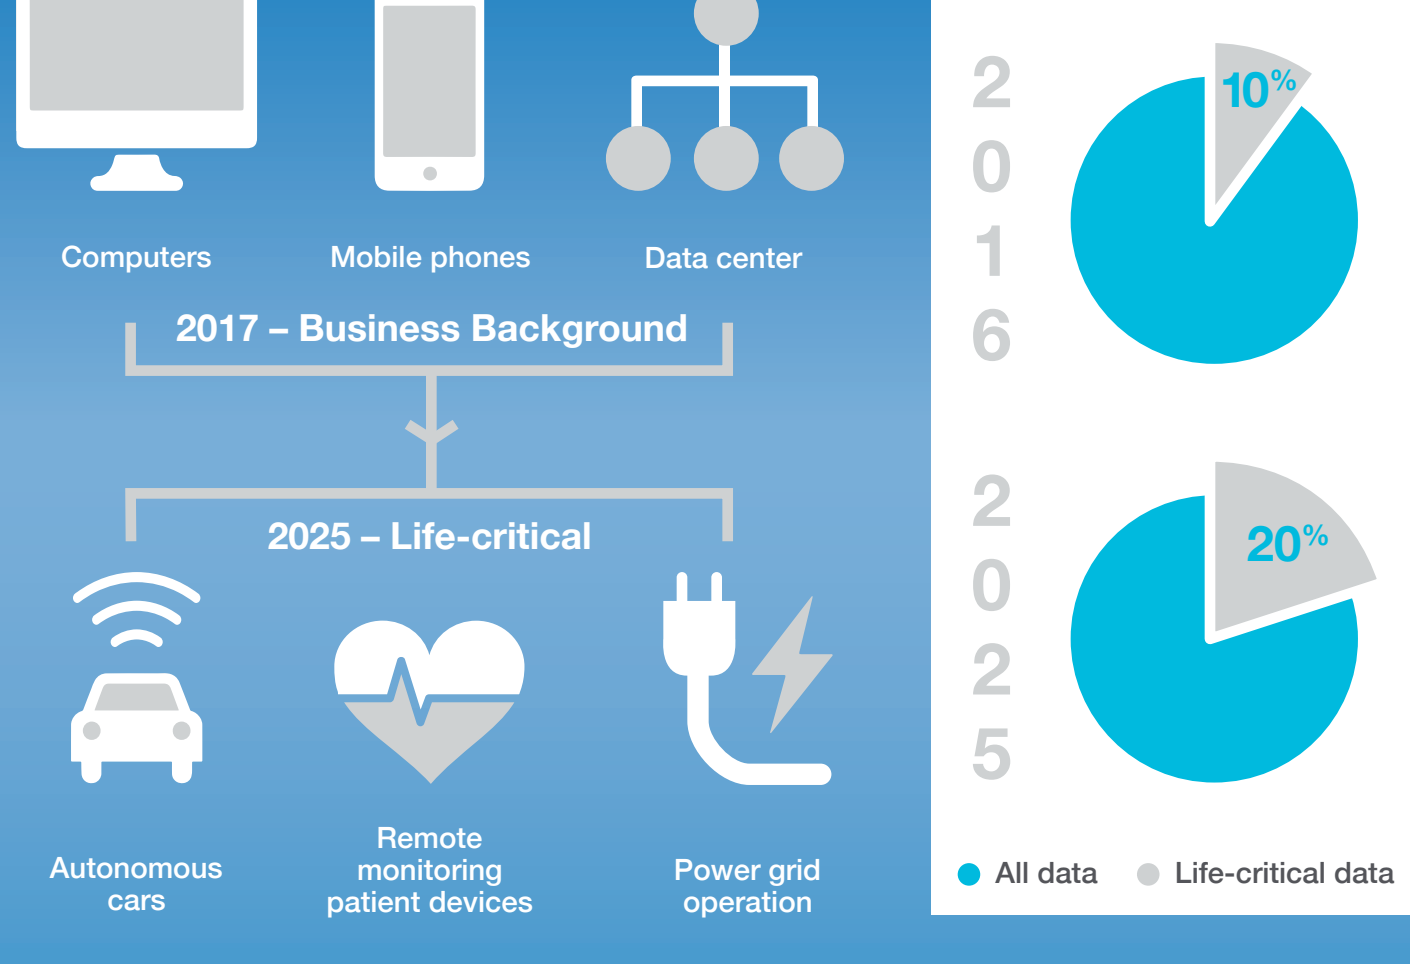 Computers
Mobile phones
Data center
2017 – Business Background
2025 – Life-critical
Autonomous
cars
Remote
monitoring
patient devices
Power grid
operation
2
0
1
6
10%
2
0
2
5
20%
All data
Life-critical data